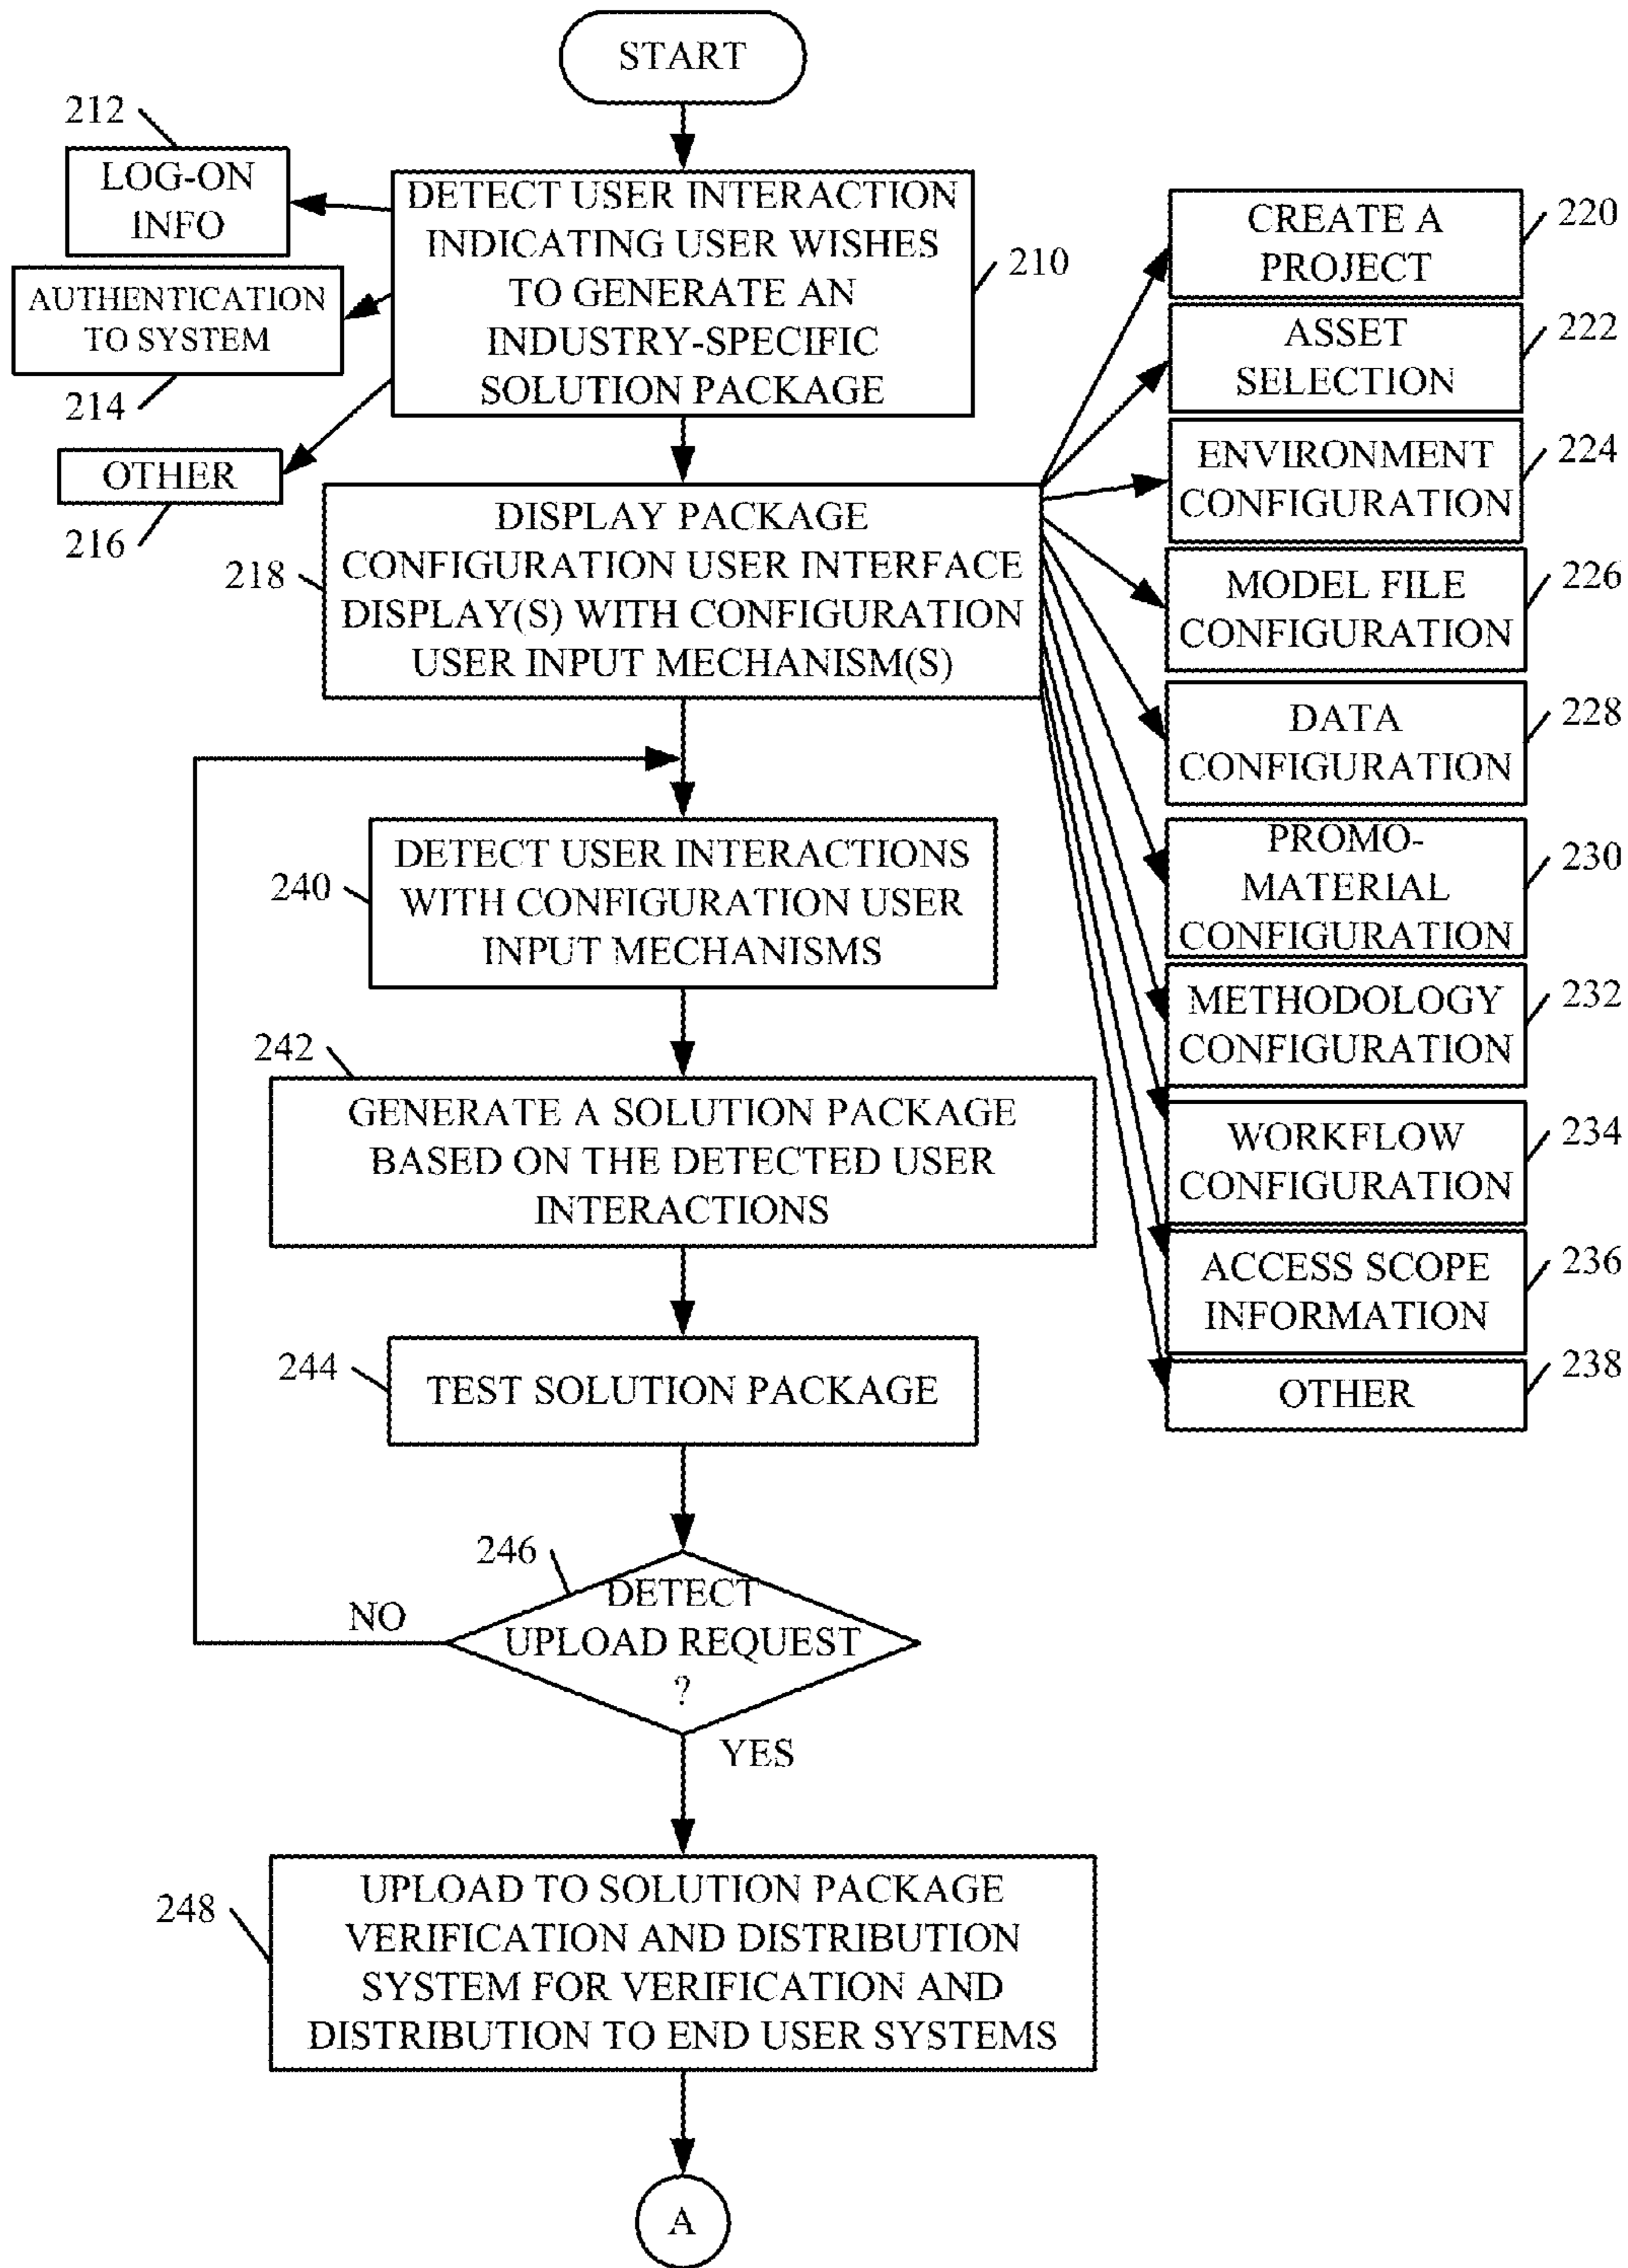 START
212
LOG-ON
INFO
AUTHENTICATION
TO SYSTEM
214
OTHER
216
DETECT USER INTERACTION
INDICATING USER WISHES
TO GENERATE AN
INDUSTRY-SPECIFIC
SOLUTION PACKAGE
210
218
DISPLAY PACKAGE
CONFIGURATION USER INTERFACE
DISPLAY(S) WITH CONFIGURATION
USER INPUT MECHANISM(S)
CREATE A
PROJECT
220
ASSET
SELECTION
222
ENVIRONMENT
CONFIGURATION
224
MODEL FILE
CONFIGURATION
226
DATA
CONFIGURATION
228
PROMO-
MATERIAL
CONFIGURATION
230
METHODOLOGY
CONFIGURATION
232
WORKFLOW
CONFIGURATION
234
ACCESS SCOPE
INFORMATION
236
OTHER
238
240
DETECT USER INTERACTIONS
WITH CONFIGURATION USER
INPUT MECHANISMS
242
GENERATE A SOLUTION PACKAGE
BASED ON THE DETECTED USER
INTERACTIONS
244
TEST SOLUTION PACKAGE
246
DETECT
UPLOAD REQUEST
?
NO
YES
248
UPLOAD TO SOLUTION PACKAGE
VERIFICATION AND DISTRIBUTION
SYSTEM FOR VERIFICATION AND
DISTRIBUTION TO END USER SYSTEMS
A